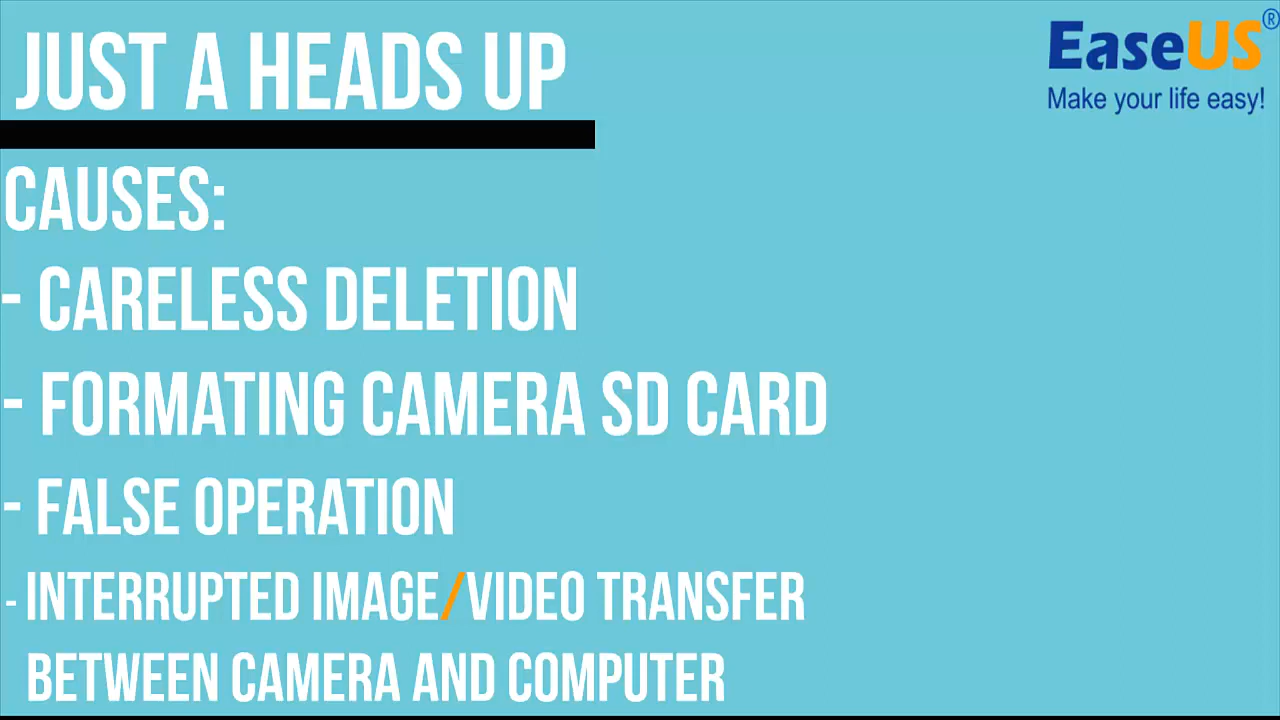 JUST A HEADS UP
EaseUS®
Make your life easy!
CAUSES:
- CARELESS DELETION
- FORMATING CAMERA SD CARD
- FALSE OPERATION
- INTERRUPTED IMAGE/VIDEO TRANSFER
BETWEEN CAMERA AND COMPUTER